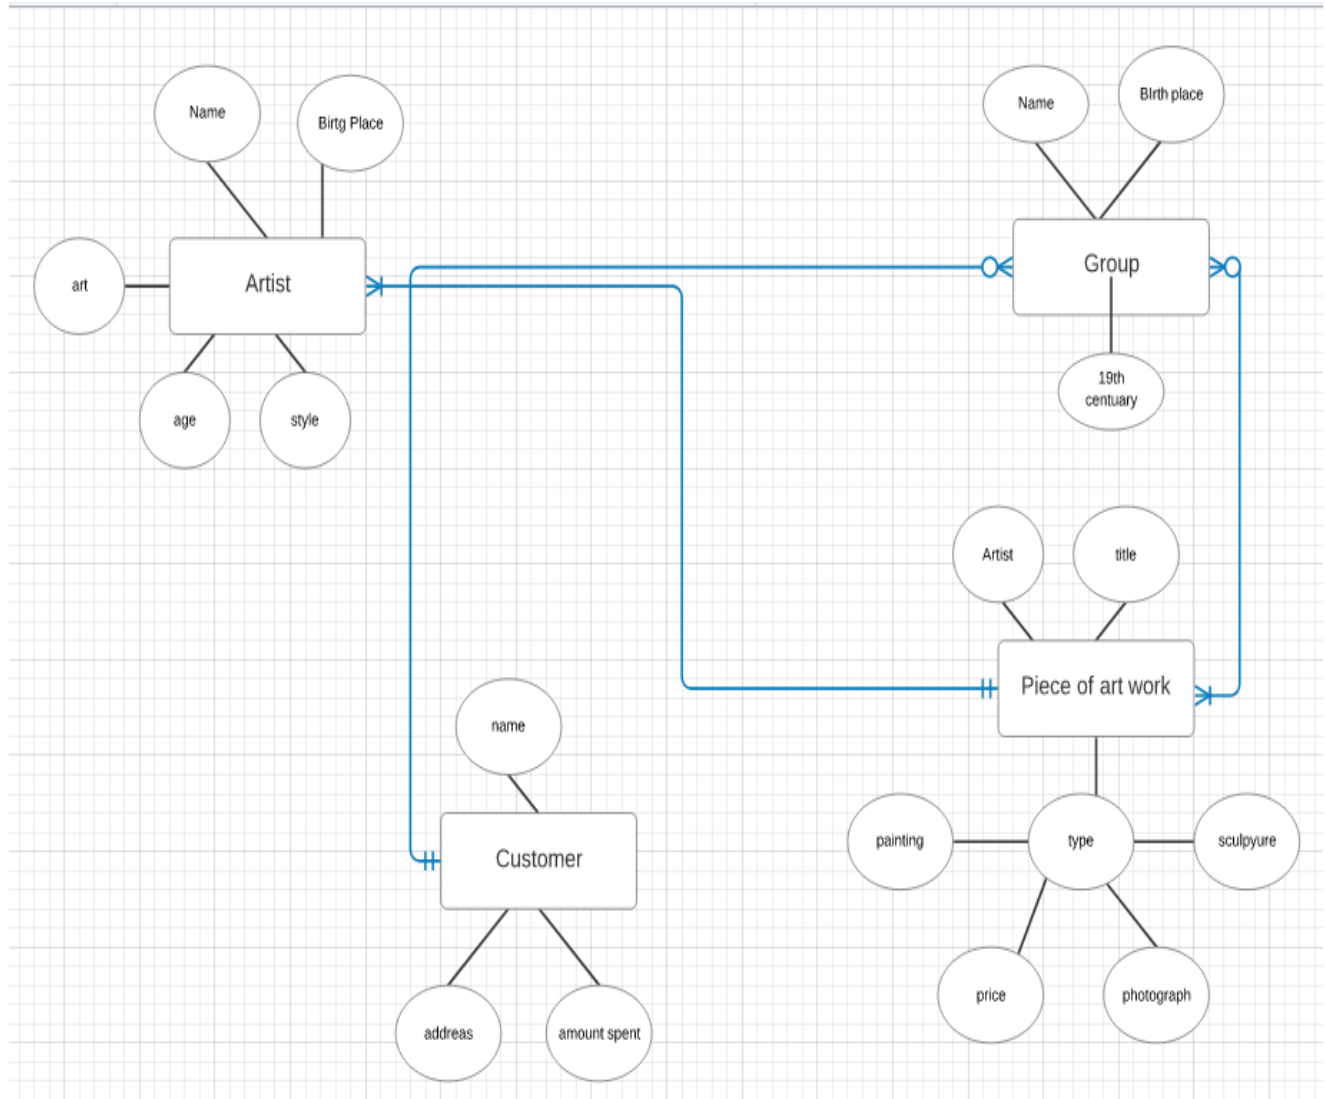 Name
Birtg Place
art
Artist
age
style
Name
BIrth place
Group
19th
centuary
Artist
title
Piece of art work
painting
type
sculpyure
price
photograph
name
Customer
addreas
amount spent